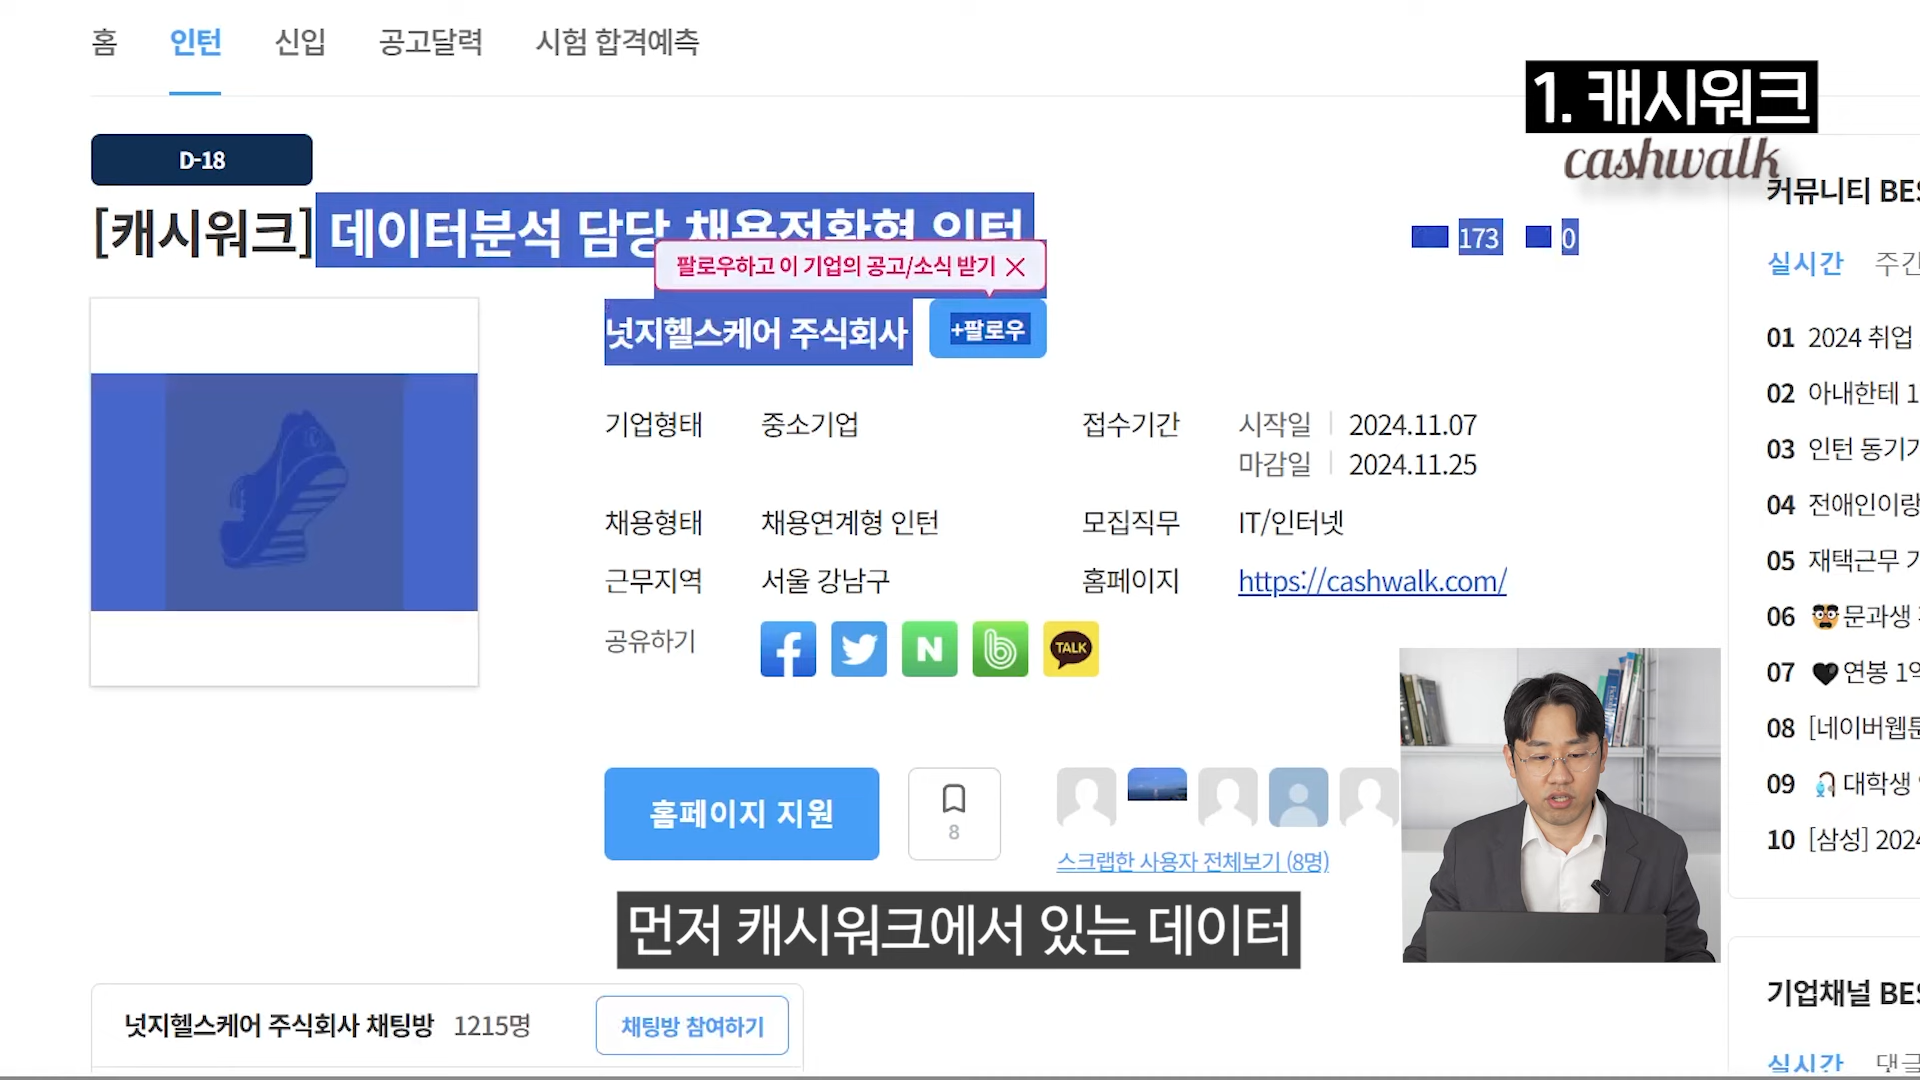 홈 인턴 신입 공고달력 시험 합격예측
1. 캐시워크
cashwalk
D-18
[캐시워크] 데이터분석 담당 채용전환형 인턴
173 0
팔로우하고 이 기업의 공고/소식 받기
넛지헬스케어 주식회사 +팔로우
기업형태 중소기업 접수기간 시작일 2024.11.07
마감일 2024.11.25
채용형태 채용연계형 인턴 모집직무 IT/인터넷
근무지역 서울 강남구 홈페이지 https://cashwalk.com/
공유하기
N
TALK
홈페이지 지원
8
스크랩한 사용자 전체보기 (8명)
먼저 캐시워크에서 있는 데이터
넛지헬스케어 주식회사 채팅방 1215명 채팅방 참여하기
커뮤니티 BES
실시간 주간
01 2024 취업
02 아내한테 1
03 인턴 동기
04 전애인이랑
05 재택근무
06 문과생
07 연봉 1
08 [네이버웹툰
09 대학생
10 [삼성] 2024
기업채널 BES
실시간 댓글